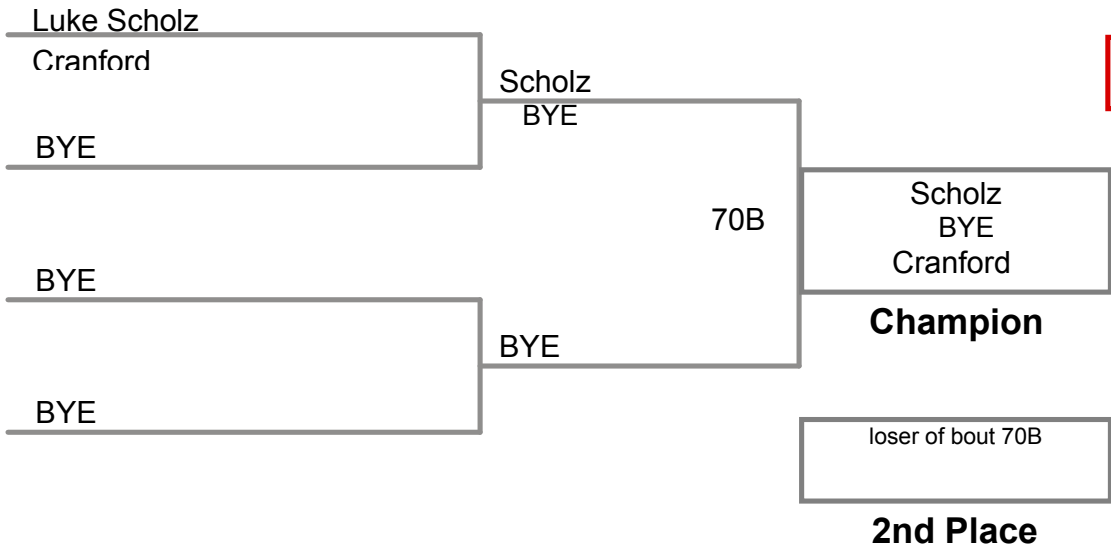 Luke Scholz
Cranford
BYE
Scholz
BYE
BYE
BYE
BYE
70B
Scholz
BYE
Cranford
Champion
loser of bout 70B
2nd Place